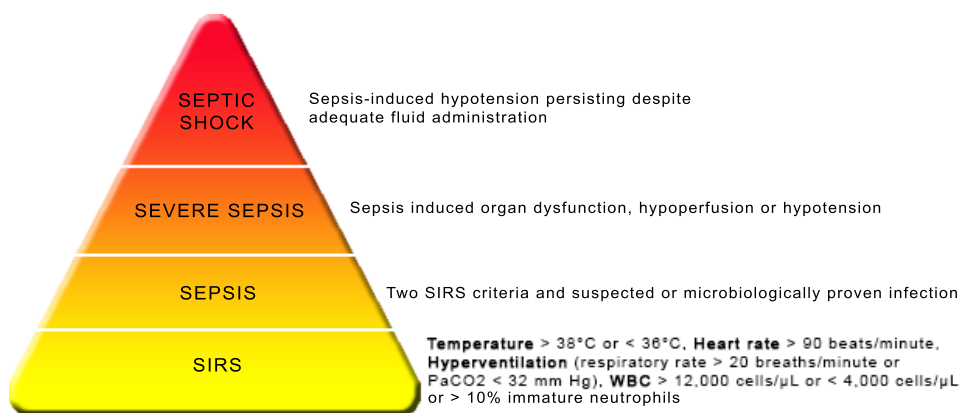 SEPTIC
SHOCK
Sepsis-induced hypotension persisting despite
adequate fluid administration
SEVERE SEPSIS
Sepsis induced organ dysfunction, hypoperfusion or hypotension
SEPSIS
Two SIRS criteria and suspected or microbiologically proven infection
SIRS
Temperature > 38°C or < 36°C, Heart rate > 90 beats/minute,
Hyperventilation (respiratory rate > 20 breaths/minute or
PaCO2 < 32 mm Hg), WBC > 12,000 cells/µL or < 4,000 cells/µL
or > 10% immature neutrophils